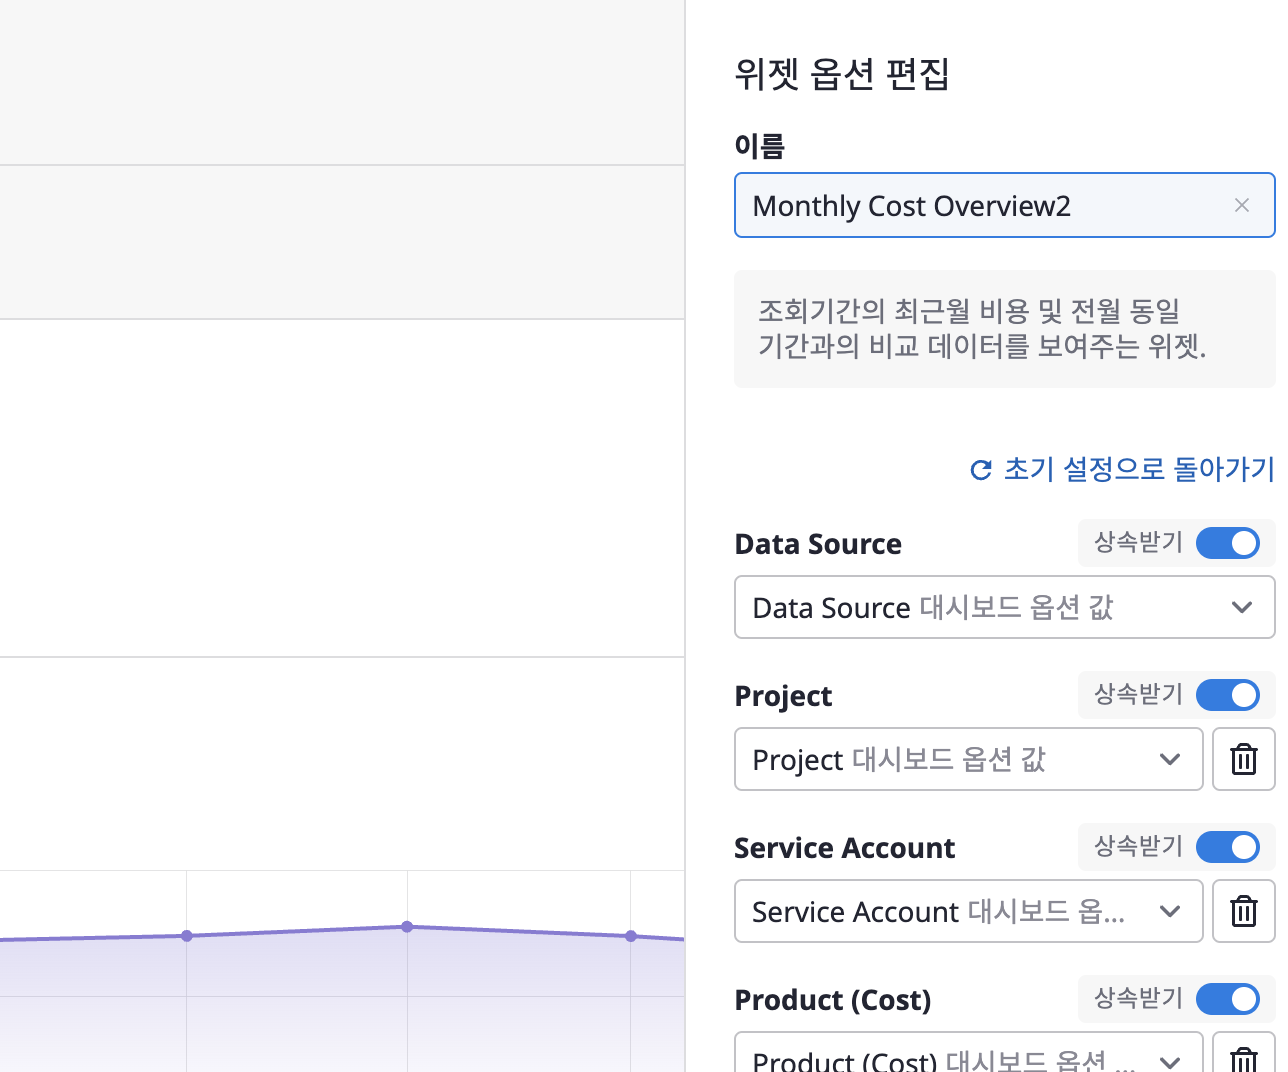 위젯 옵션 편집
이름
Monthly Cost Overview2
조회기간의 최근월 비용 및 전월 동일
기간과의 비교 데이터를 보여주는 위젯.
초기 설정으로 돌아가기
Data Source 상속받기
Data Source 대시보드 옵션 값
Project 상속받기
Project 대시보드 옵션 값
Service Account 상속받기
Service Account 대시보드 옵...
Product (Cost) 상속받기
Product (Cost) 대시보드 옵션 ...